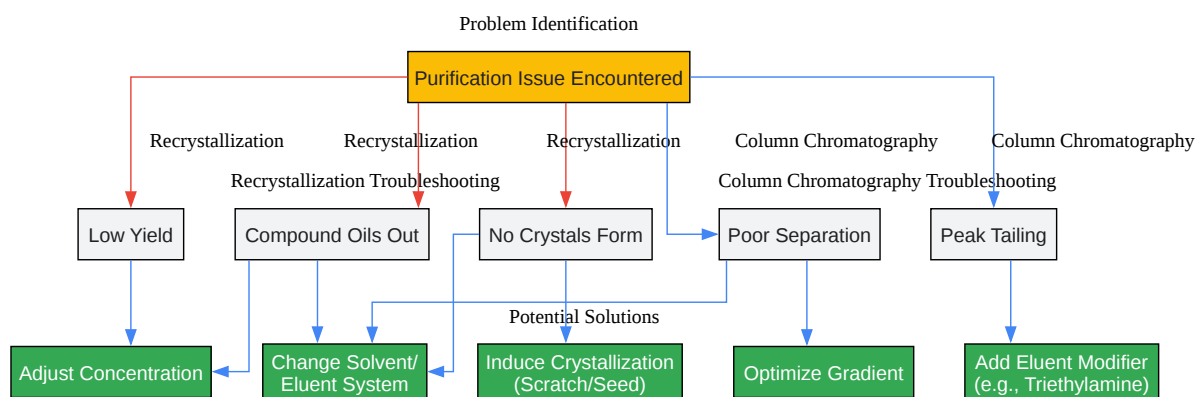 Problem Identification
Purification Issue Encountered
Recrystallization
Recrystallization
Recrystallization
Column Chromatography
Column Chromatography
Recrystallization Troubleshooting
Column Chromatography Troubleshooting
Low Yield
Compound Oils Out
No Crystals Form
Poor Separation
Peak Tailing
Potential Solutions
Adjust Concentration
Change Solvent/
Eluent System
Induce Crystallization
(Scratch/Seed)
Optimize Gradient
Add Eluent Modifier
(e.g., Triethylamine)